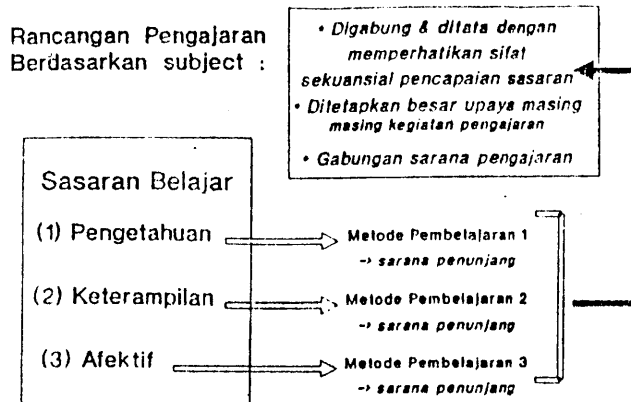 Rancangan Pengajaran
Berdasarkan subject :
• Digabung & ditata dengan
memperhatikan sifat
sekuansial pencapaian sasaran
• Ditetapkan besar upaya masing
masing kegiatan pengajaran
• Gabungan sarana pengajaran
Sasaran Belajar
(1) Pengetahuan
Metode Pembelajaran 1
-> sarana penunjang
(2) Keterampilan
Metode Pembelajaran 2
-> sarana penunjang
(3) Afektif
Metode Pembelajaran 3
-> sarana penunjang